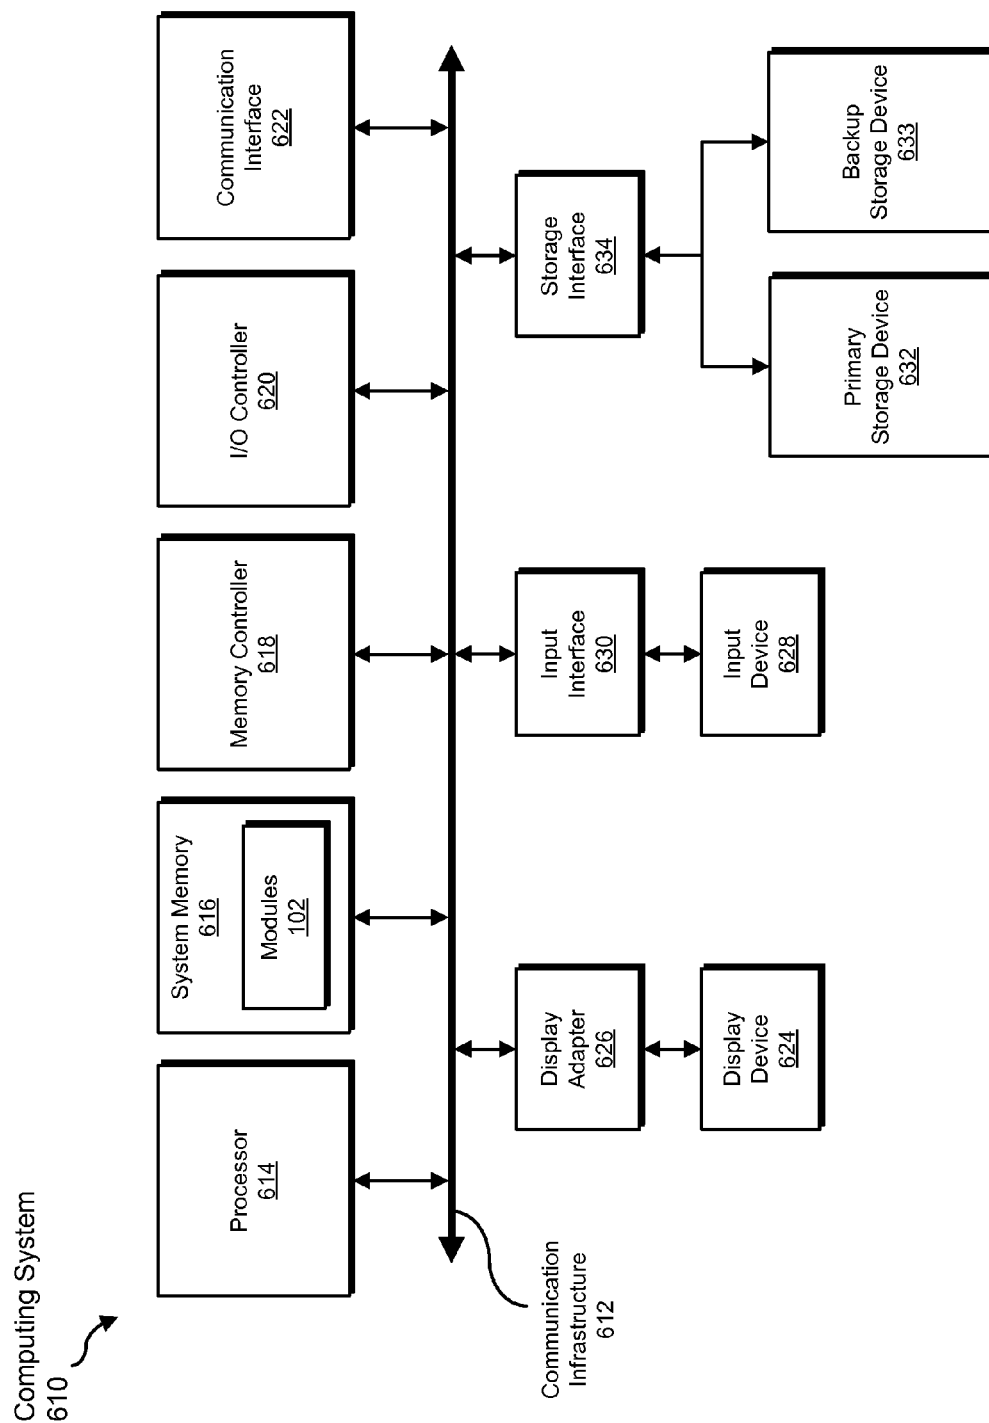 Computing System
610
Processor
614
System Memory
616
Modules
102
Memory Controller
618
I/O Controller
620
Communication
Interface
622
Communication
Infrastructure
612
Display
Adapter
626
Input
Interface
630
Storage
Interface
634
Display
Device
624
Input
Device
628
Primary
Storage Device
632
Backup
Storage Device
633